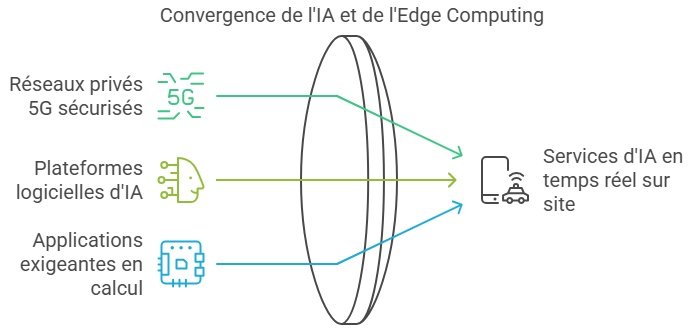 Convergence de l'IA et de l'Edge Computing
Réseaux privés
5G sécurisés
5G
Plateformes
logicielles d'IA
Applications
exigeantes en
calcul
Services d'IA en
temps réel sur
site